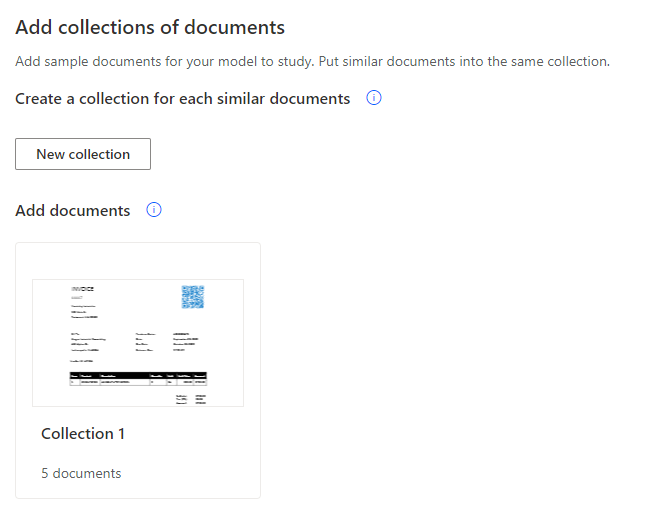 Add collections of documents
Add sample documents for your model to study. Put similar documents into the same collection.
Create a collection for each similar documents
New collection
Add documents
INVOICE
Collection 1
5 documents